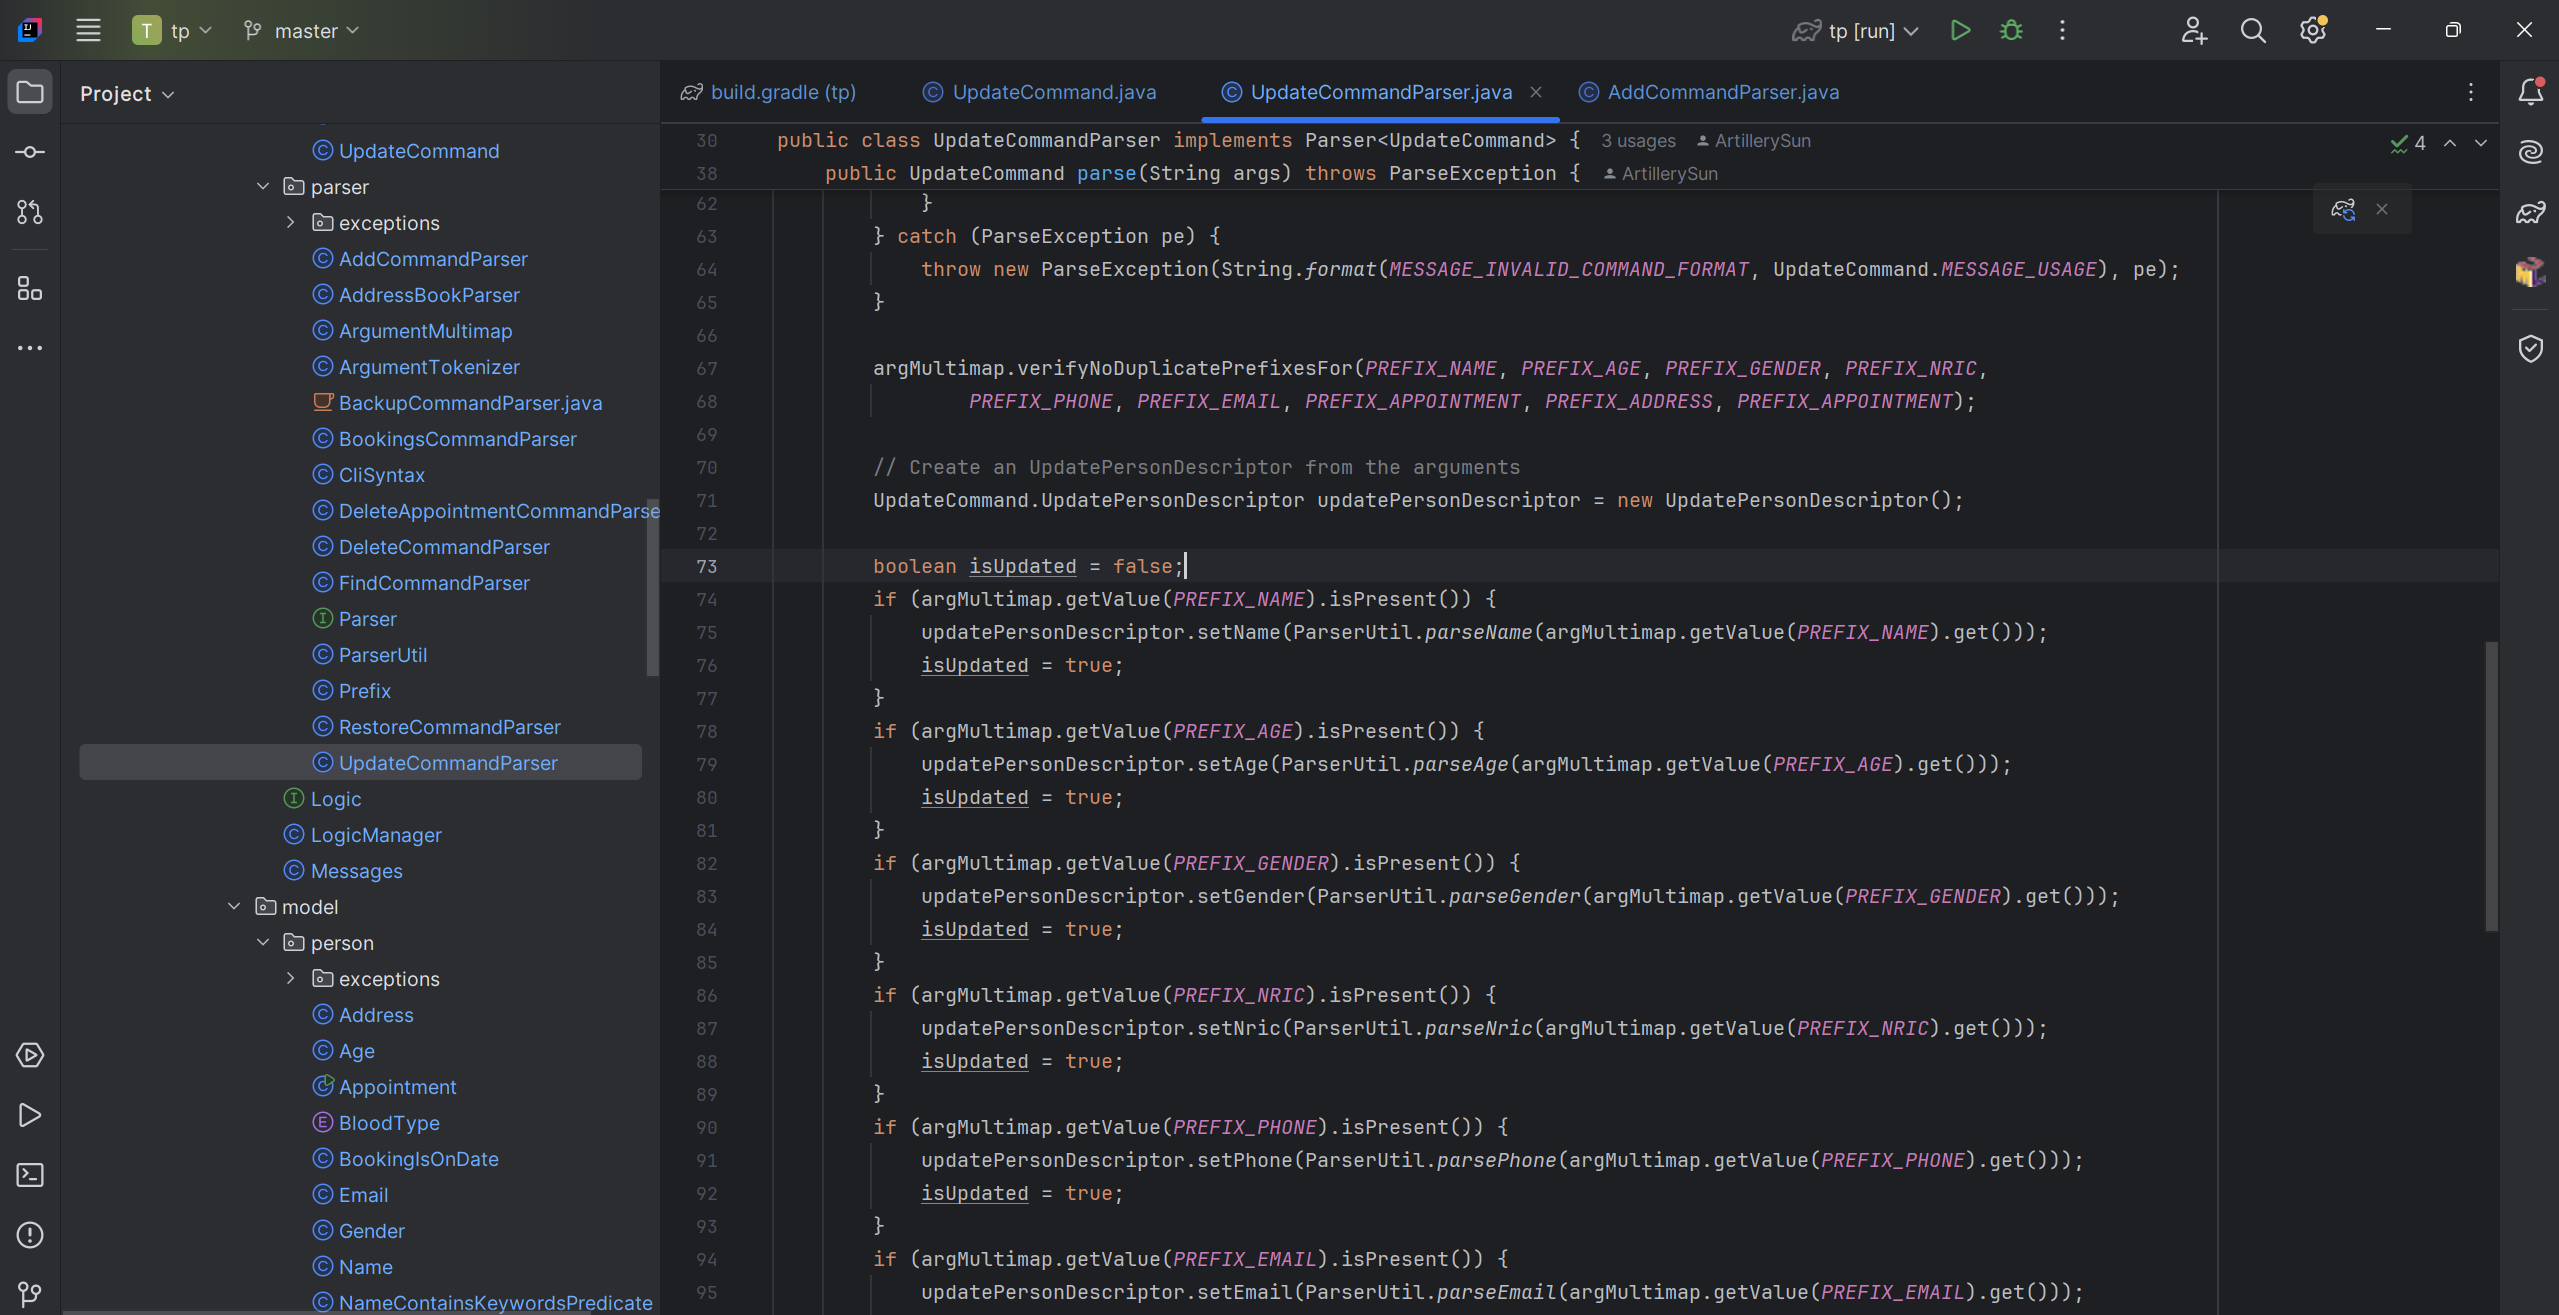 T tp master tp [run]
Project
UpdateCommand
parser
exceptions
AddCommandParser
AddressBookParser
ArgumentMultimap
ArgumentTokenizer
BackupCommandParser.java
BookingsCommandParser
CliSyntax
DeleteAppointmentCommandParse
DeleteCommandParser
FindCommandParser
Parser
ParserUtil
Prefix
RestoreCommandParser
UpdateCommandParser
Logic
LogicManager
Messages
model
person
exceptions
Address
Age
Appointment
BloodType
BookingIsOnDate
Email
Gender
Name
NameContainsKeywordsPredicate
build.gradle (tp) UpdateCommand.java UpdateCommandParser.java AddCommandParser.java
30 public class UpdateCommandParser implements Parser<UpdateCommand> { 3 usages ArtillerySun 4
38 public UpdateCommand parse(String args) throws ParseException { ArtillerySun
62 }
63 } catch (ParseException pe) {
64 throw new ParseException(String.format(MESSAGE_INVALID_COMMAND_FORMAT, UpdateCommand.MESSAGE_USAGE), pe);
65 }
66
67 argMultimap.verifyNoDuplicatePrefixesFor(PREFIX_NAME, PREFIX_AGE, PREFIX_GENDER, PREFIX_NRIC,
68 PREFIX_PHONE, PREFIX_EMAIL, PREFIX_APPOINTMENT, PREFIX_ADDRESS, PREFIX_APPOINTMENT);
69
70 // Create an UpdatePersonDescriptor from the arguments
71 UpdateCommand.UpdatePersonDescriptor updatePersonDescriptor = new UpdatePersonDescriptor();
72
73 boolean isUpdated = false;
74 if (argMultimap.getValue(PREFIX_NAME).isPresent()) {
75 updatePersonDescriptor.setName(ParserUtil.parseName(argMultimap.getValue(PREFIX_NAME).get()));
76 isUpdated = true;
77 }
78 if (argMultimap.getValue(PREFIX_AGE).isPresent()) {
79 updatePersonDescriptor.setAge(ParserUtil.parseAge(argMultimap.getValue(PREFIX_AGE).get()));
80 isUpdated = true;
81 }
82 if (argMultimap.getValue(PREFIX_GENDER).isPresent()) {
83 updatePersonDescriptor.setGender(ParserUtil.parseGender(argMultimap.getValue(PREFIX_GENDER).get()));
84 isUpdated = true;
85 }
86 if (argMultimap.getValue(PREFIX_NRIC).isPresent()) {
87 updatePersonDescriptor.setNric(ParserUtil.parseNric(argMultimap.getValue(PREFIX_NRIC).get()));
88 isUpdated = true;
89 }
90 if (argMultimap.getValue(PREFIX_PHONE).isPresent()) {
91 updatePersonDescriptor.setPhone(ParserUtil.parsePhone(argMultimap.getValue(PREFIX_PHONE).get()));
92 isUpdated = true;
93 }
94 if (argMultimap.getValue(PREFIX_EMAIL).isPresent()) {
95 updatePersonDescriptor.setEmail(ParserUtil.parseEmail(argMultimap.getValue(PREFIX_EMAIL).get()));